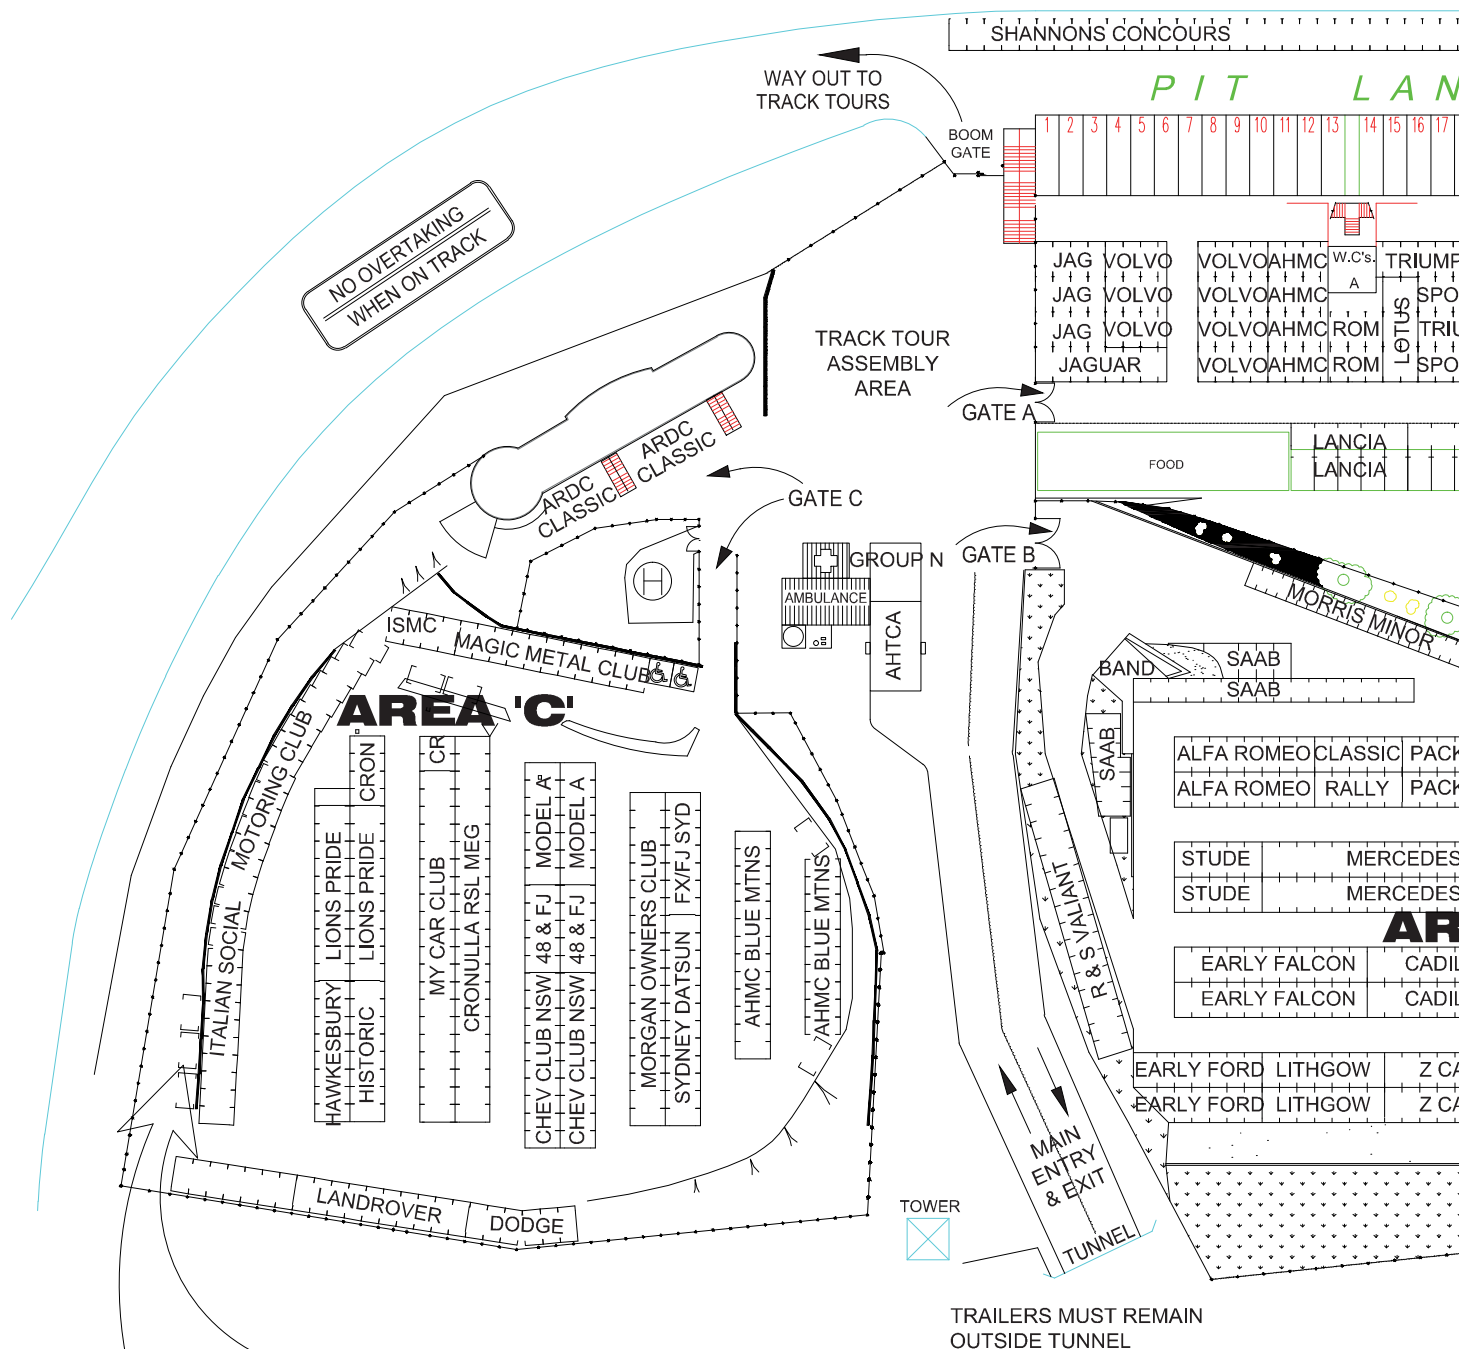 SHANNONS CONCOURS
WAY OUT TO
TRACK TOURS
PIT LAN
BOOM
GATE
1 2 3 4 5 6 7 8 9 10 11 12 13 14 15 16 17
NO OVERTAKING
WHEN ON TRACK
JAG VOLVO VOLVO AHMC W.C's. A TRIUMP
JAG VOLVO VOLVO AHMC SPO
JAG VOLVO VOLVO AHMC ROM LOTUS TRIU
JAGUAR VOLVO AHMC ROM SPO
TRACK TOUR
ASSEMBLY
AREA
GATE A
LANCIA
FOOD
LANCIA
ARDC
CLASSIC
ARDC
CLASSIC
GATE C
GATE B
GROUP N
AMBULANCE
AHTCA
H
MORRIS MINOR
ISMC
MAGIC METAL CLUB
BAND
SAAB
SAAB
SAAB
AREA 'C'
ITALIAN SOCIAL MOTORING CLUB
HAWKESBURY LIONS PRIDE
HISTORIC LIONS PRIDE CRON
MY CAR CLUB CR
CRONULLA RSL MEG
CHEV CLUB NSW 48 & FJ MODEL A
CHEV CLUB NSW 48 & FJ MODEL A
MORGAN OWNERS CLUB
SYDNEY DATSUN FX/FJ SYD
AHMC BLUE MTNS
AHMC BLUE MTNS
R & S VALIANT
ALFA ROMEO CLASSIC PACK
ALFA ROMEO RALLY PACK
STUDE MERCEDES
STUDE MERCEDES
AR
EARLY FALCON CADIL
EARLY FALCON CADIL
EARLY FORD LITHGOW Z CA
EARLY FORD LITHGOW Z CA
MAIN
ENTRY
& EXIT
TUNNEL
LANDROVER
DODGE
TOWER
TRAILERS MUST REMAIN
OUTSIDE TUNNEL